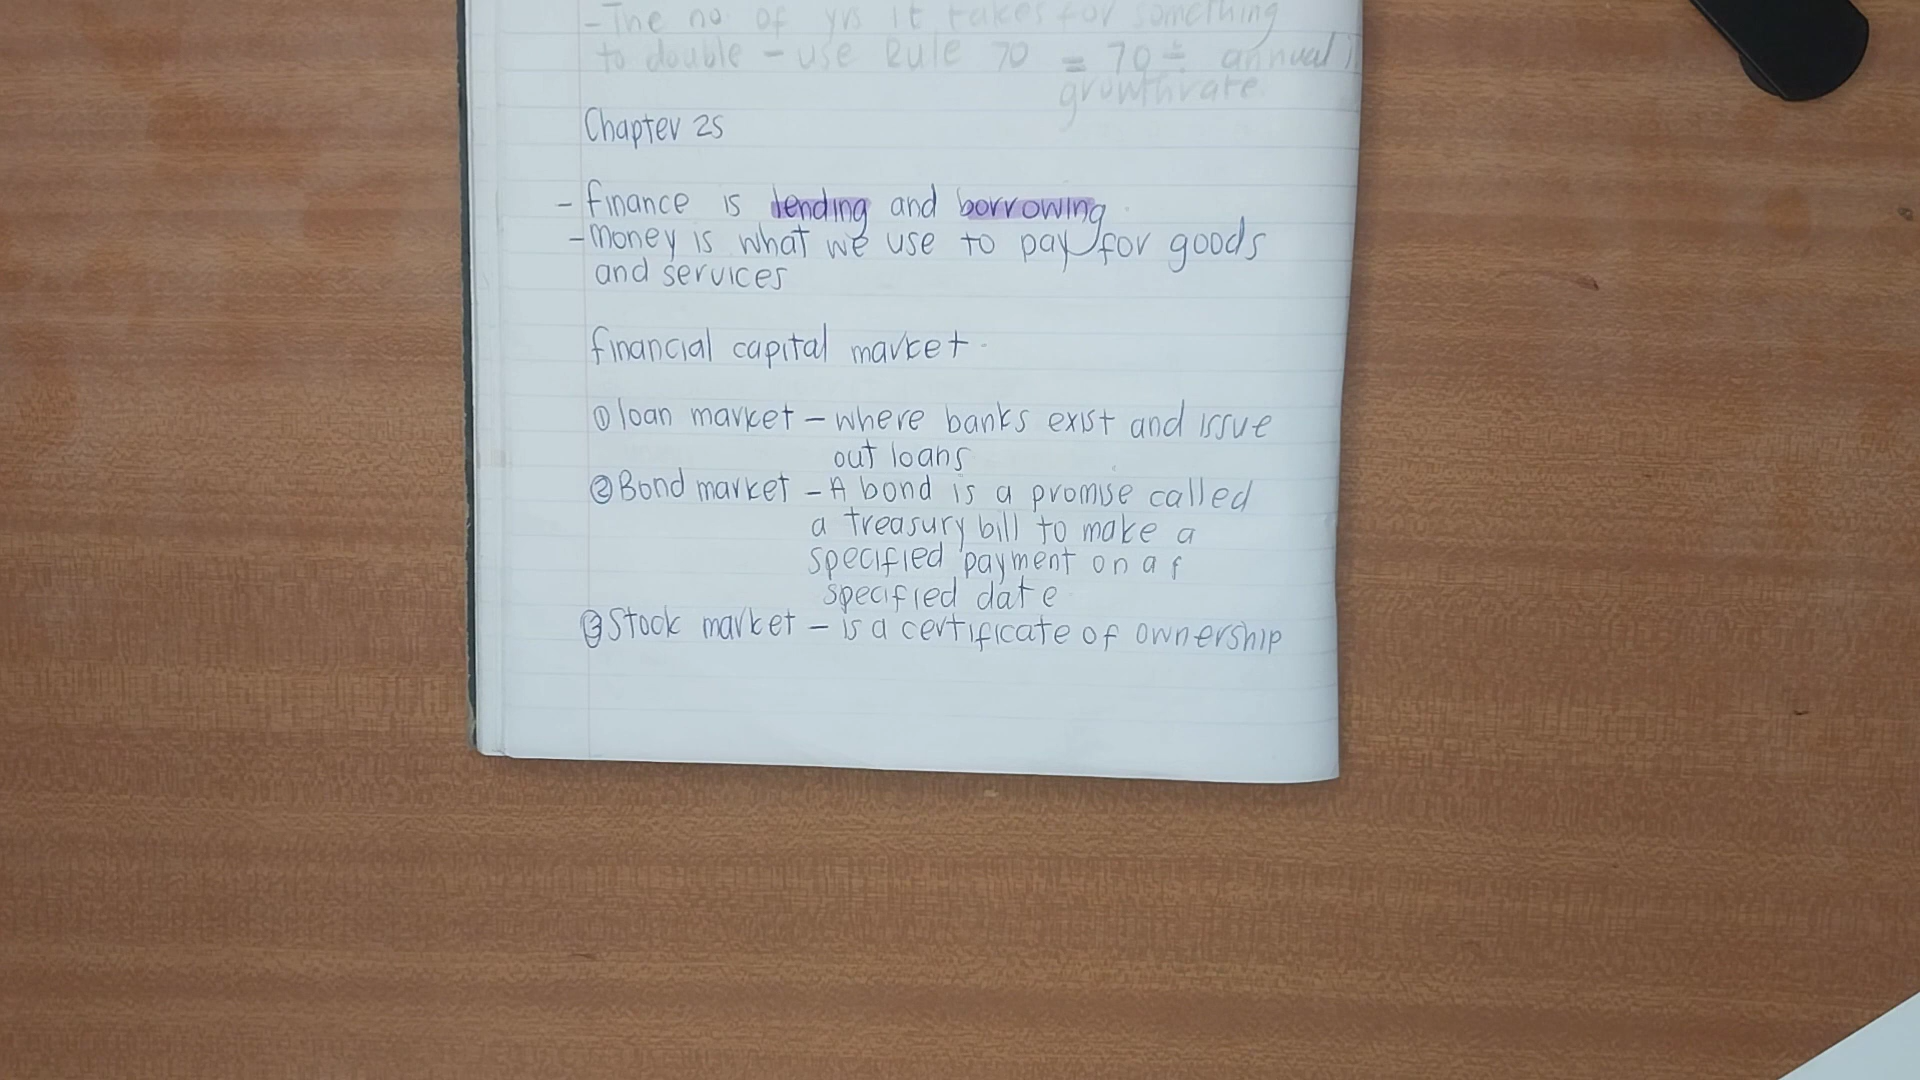 - The no. of yrs it takes for something
to double - use Rule 70 = 70 ÷ annual
growthrate.
Chapter 25
- finance is lending and borrowing.
- money is what we use to pay for goods
and services
financial capital market.
① loan market - where banks exist and issue
out loans
② Bond market - A bond is a promise called
a treasury bill to make a
specified payment on a s
specified date
③ Stock market - is a certificate of ownership